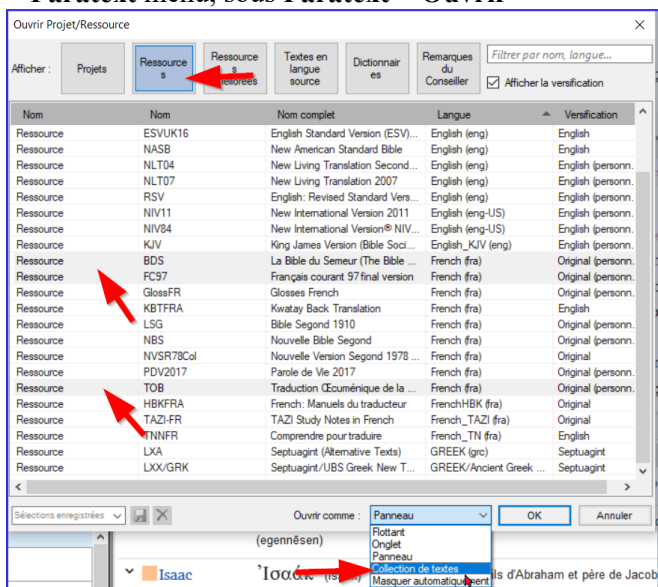 Paratext menu, sous Paratext > Ouvrir
Ouvrir Projet/Ressource
Afficher : Projets Ressources Ressources Textes en langue source Dictionnaires Remarques du Conseiller Filtrer par nom, langue...
Afficher la versification
Nom Nom Nom complet Langue Versification
Ressource ESVUK16 English Standard Version (ESV)... English (eng) English
Ressource NASB New American Standard Bible English (eng) English
Ressource NLT04 New Living Translation Second... English (eng) English (personn.
Ressource NLT07 New Living Translation 2007 English (eng) English (personn.
Ressource RSV English: Revised Standard Vers... English (eng) English (personn.
Ressource NIV11 New International Version 2011 English (eng-US) English (personn.
Ressource NIV84 New International Version® NIV... English (eng-US) English (personn.
Ressource KJV King James Version (Bible Soci... English_KJV (eng) English
Ressource BDS La Bible du Semeur (The Bible ... French (fra) Original (personn.
Ressource FC97 Français courant 97 final version French (fra) Original (personn.
Ressource GlossFR Glosses French French (fra) Original (personn.
Ressource KBTFRA Kwatay Back Translation French (fra) English
Ressource LSG Bible Segond 1910 French (fra) Original (personn.
Ressource NBS Nouvelle Bible Segond French (fra) Original (personn.
Ressource NVSR78Col Nouvelle Version Segond 1978 ... French (fra) Original
Ressource PDV2017 Parole de Vie 2017 French (fra) Original (personn.
Ressource TOB Traduction Œcuménique de la ... French (fra) Original (personn.
Ressource HBKFRA French: Manuels du traducteur FrenchHBK (fra) Original
Ressource TAZI-FR TAZI Study Notes in French French_TAZI (fra) Original
Ressource TNNFR Comprendre pour traduire French_TN (fra) English
Ressource LXA Septuagint (Alternative Texts) GREEK (grc) Septuagint
Ressource LXX/GRK Septuagint/UBS Greek New T... GREEK/Ancient Greek ... Septuagint
Sélections enregistrées Ouvrir comme : Panneau OK Annuler
Flottant
Onglet
Panneau
Collection de textes
Masquer automatiquement
(egennēsen)
Isaac Ἰσαάκ ils d'Abraham et père de Jacob